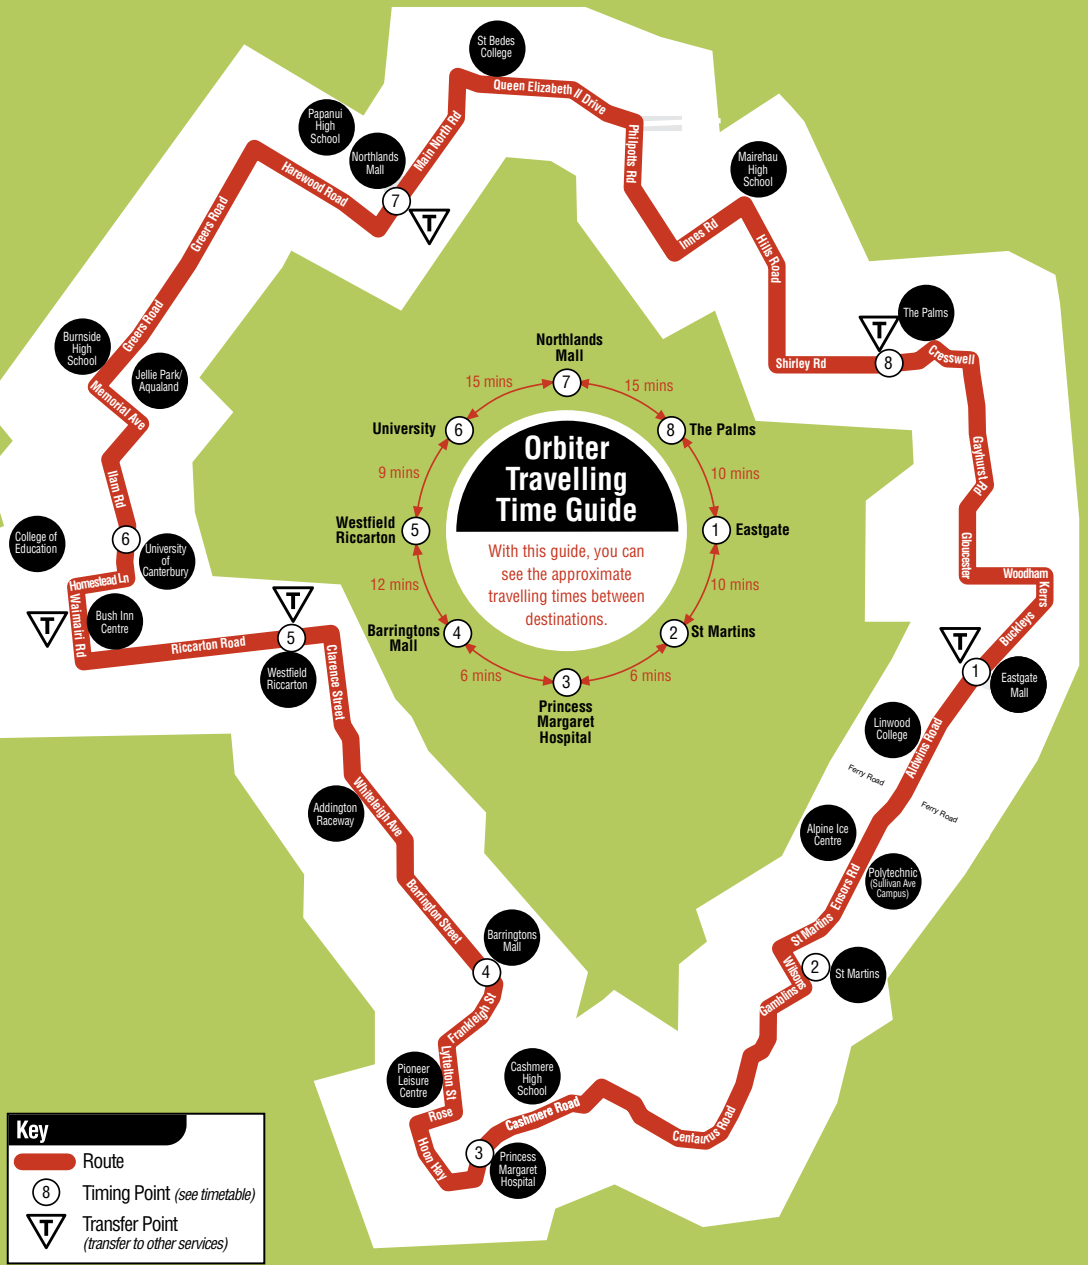 St Bedes
College
Queen Elizabeth II Drive
Papanui
High
School
Northlands
Mall
Main North Rd
Harewood Road
7
T
Philpotts Rd
Mairehau
High
School
Innes Rd
Hills Road
Greers Road
Greers Road
Burnside
High
School
Jellie Park/
Aqualand
Memorial Ave
Ilam Rd
The Palms
T
Shirley Rd
8
Cresswell
Gayhurst Rd
Gloucester
Woodham
Kerrs
Buckleys
T
1
Eastgate
Mall
Northlands
Mall
7
15 mins
15 mins
University
6
8
The Palms
9 mins
10 mins
Westfield
Riccarton
5
1
Eastgate
12 mins
10 mins
Barringtons
Mall
4
2
St Martins
6 mins
6 mins
3
Princess
Margaret
Hospital
Orbiter
Travelling
Time Guide
With this guide, you can
see the approximate
travelling times between
destinations.
College of
Education
6
University
of
Canterbury
Homestead Ln
Waimairi Rd
T
Bush Inn
Centre
Riccarton Road
T
5
Westfield
Riccarton
Clarence Street
Addington
Raceway
Whiteleigh Ave
Barrington Street
Barringtons
Mall
4
Frankleigh St
Lyttelton St
Pioneer
Leisure
Centre
Rose
Hoon Hay
Cashmere
High
School
Cashmere Road
3
Princess
Margaret
Hospital
Centaurus Road
Linwood
College
Aldwins Road
Ferry Road
Ferry Road
Alpine Ice
Centre
Polytechnic
(Sullivan Ave
Campus)
Ensors Rd
St Martins
Wilsons
2
St Martins
Gamblins
Key
Route
8
Timing Point (see timetable)
T
Transfer Point
(transfer to other services)